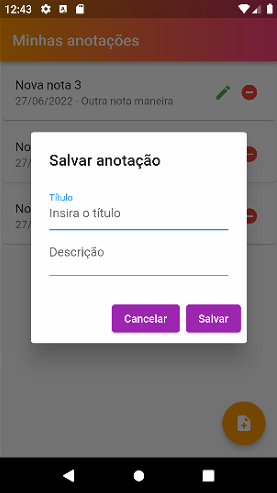 12:43
Minhas anotações
Nova nota 3
27/06/2022 - Outra nota maneira
No
27/
No
27/
Salvar anotação
Título
Insira o título
Descrição
Cancelar
Salvar